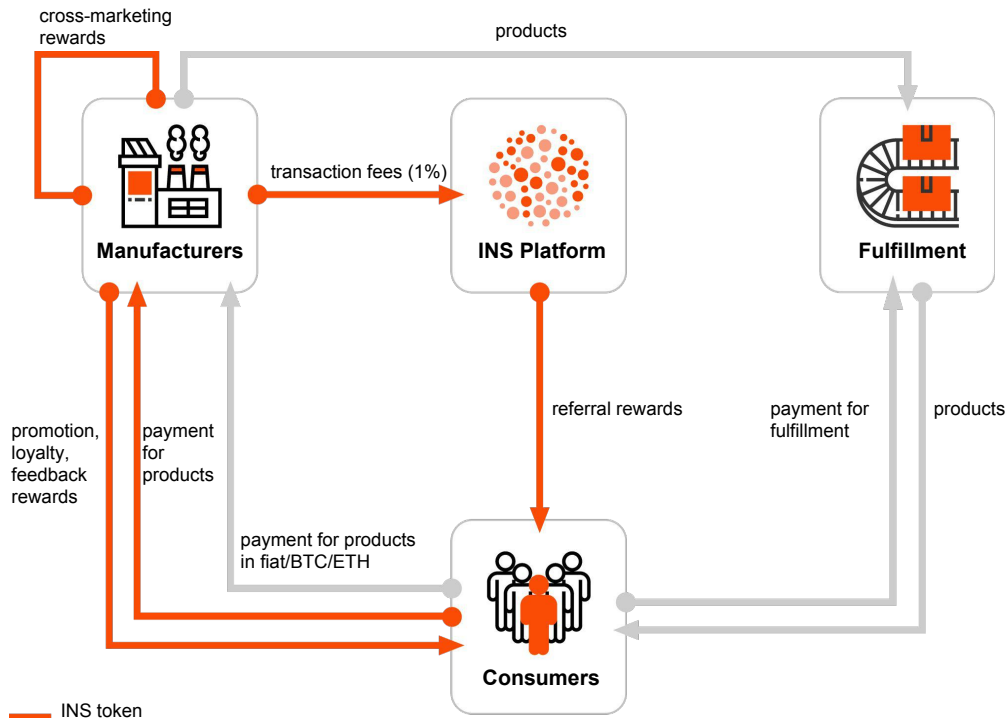 cross-marketing
rewards
products
transaction fees (1%)
Manufacturers
INS Platform
Fulfillment
promotion,
loyalty,
feedback
rewards
payment
for
products
referral rewards
payment for
fulfillment
products
payment for products
in fiat/BTC/ETH
Consumers
INS token